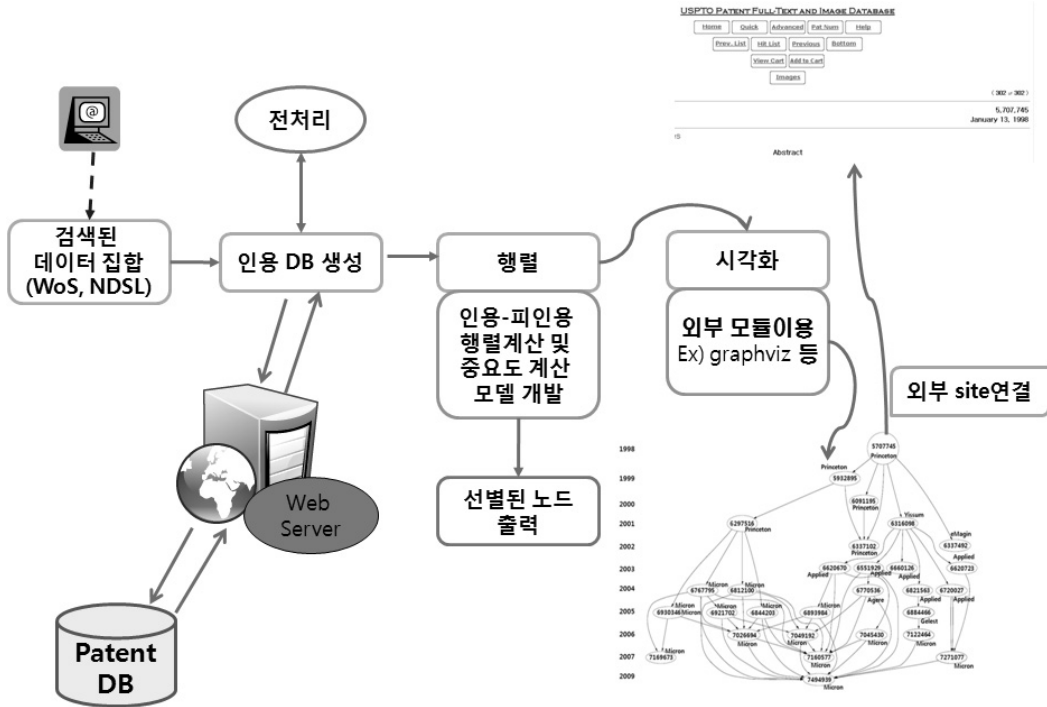 USPTO PATENT FULL-TEXT AND IMAGE DATABASE
Home Quick Advanced Pat Num Help
Prev. List Hit List Previous Bottom
View Cart Add to Cart
Images
( 302 of 302 )
5,707,745
January 13, 1998
Abstract
@
전처리
검색된
데이터 집합
(WoS, NDSL)
인용 DB 생성
행렬
시각화
인용-피인용
행렬계산 및
중요도 계산
모델 개발
외부 모듈이용
Ex) graphviz 등
외부 site연결
선별된 노드
출력
Web
Server
Patent
DB
1998
5707745
Princeton
Princeton
1999
5932895
2000
6091195
Princeton
Yissum
2001
6297516
Princeton
6316098
eMagin
2002
6337102
Princeton
6337492
2003
6620670
Applied
6551929
Applied
6660126
Applied
6620723
Applied
2004
6767795
Micron
6812100
Micron
6770536
Agere
6821563
Applied
6720027
Applied
2005
6930346
Micron
6921702
Micron
6844203
Micron
6893984
Micron
6884466
Gelest
2006
7026694
Micron
7049192
Micron
7045430
Micron
7122464
Micron
2007
7169673
Micron
7160577
Micron
7271077
Micron
2009
7494939
Micron